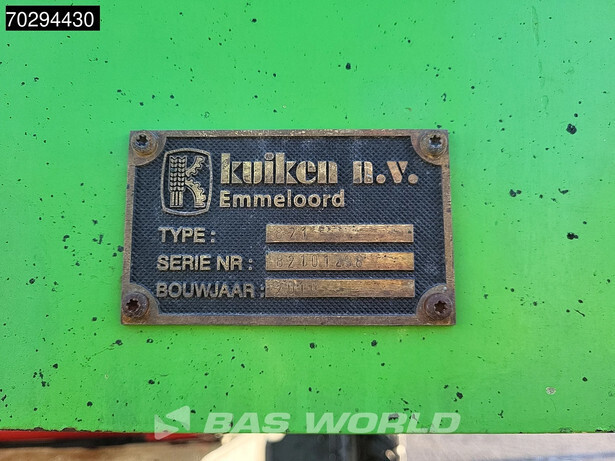 70294430
kuiken n.v.
Emmeloord
TYPE :
SERIE NR :
BOUWJAAR :
BAS WORLD